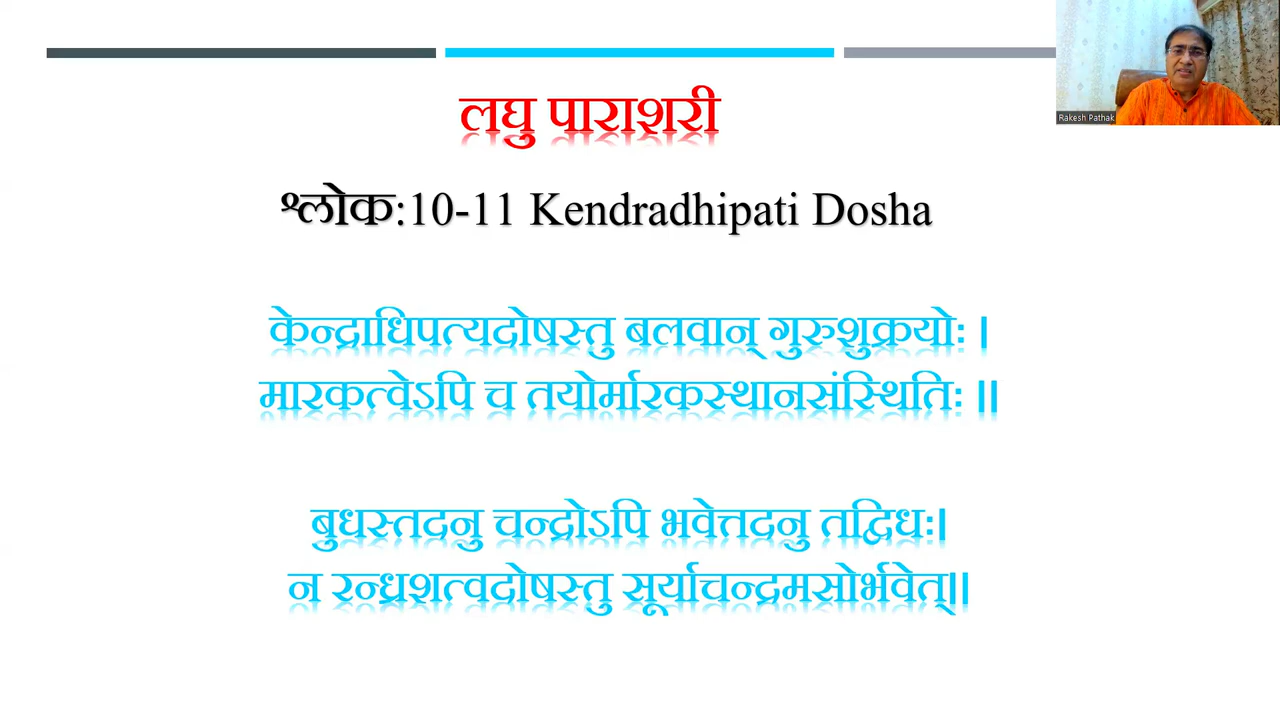 लघु पाराशरी
श्लोक:10-11 Kendradhipati Dosha
केन्द्राधिपत्यदोषस्तु बलवान् गुरुशुक्रयोः ।
मारकत्वेऽपि च तयोर्मारकस्थानसंस्थितिः ।।
बुधस्तदनु चन्द्रोऽपि भवेत्तदनु तद्विधः।
न रन्ध्रशत्वदोषस्तु सूर्याचन्द्रमसोर्भवेत्।।
Rakesh Pathak